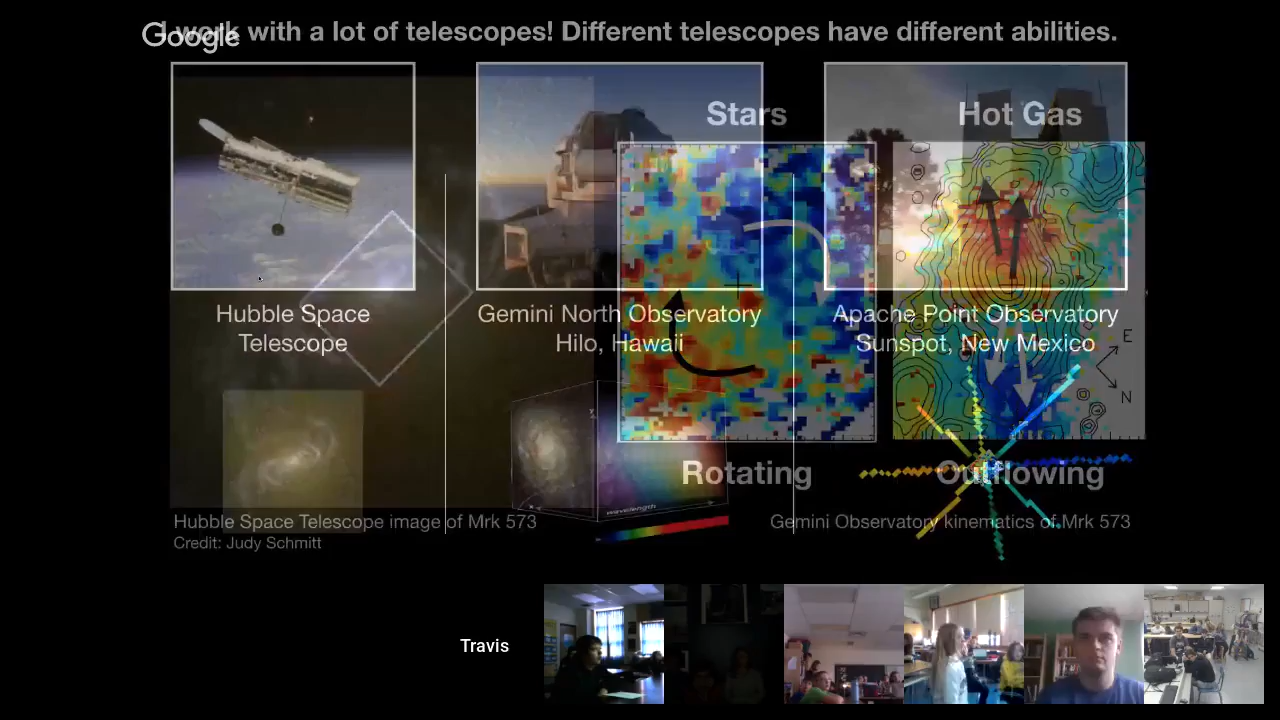 I work with a lot of telescopes! Different telescopes have different abilities.
Google
Stars
Hot Gas
Hubble Space
Telescope
Gemini North Observatory
Hilo, Hawaii
Apache Point Observatory
Sunspot, New Mexico
E
N
Rotating
Outflowing
Hubble Space Telescope image of Mrk 573
Credit: Judy Schmitt
Gemini Observatory kinematics of Mrk 573
Travis